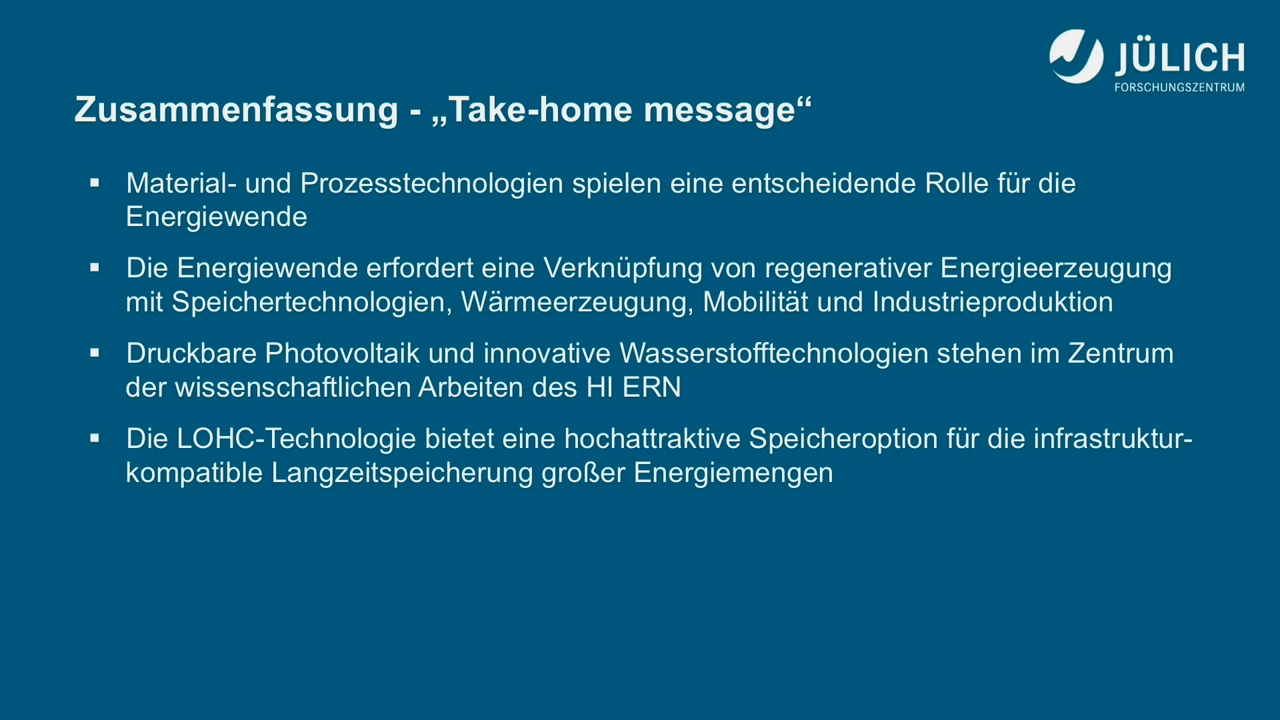 JÜLICH
FORSCHUNGSZENTRUM
Zusammenfassung - „Take-home message“
▪ Material- und Prozesstechnologien spielen eine entscheidende Rolle für die
Energiewende
▪ Die Energiewende erfordert eine Verknüpfung von regenerativer Energieerzeugung
mit Speichertechnologien, Wärmeerzeugung, Mobilität und Industrieproduktion
▪ Druckbare Photovoltaik und innovative Wasserstofftechnologien stehen im Zentrum
der wissenschaftlichen Arbeiten des HI ERN
▪ Die LOHC-Technologie bietet eine hochattraktive Speicheroption für die infrastruktur-
kompatible Langzeitspeicherung großer Energiemengen